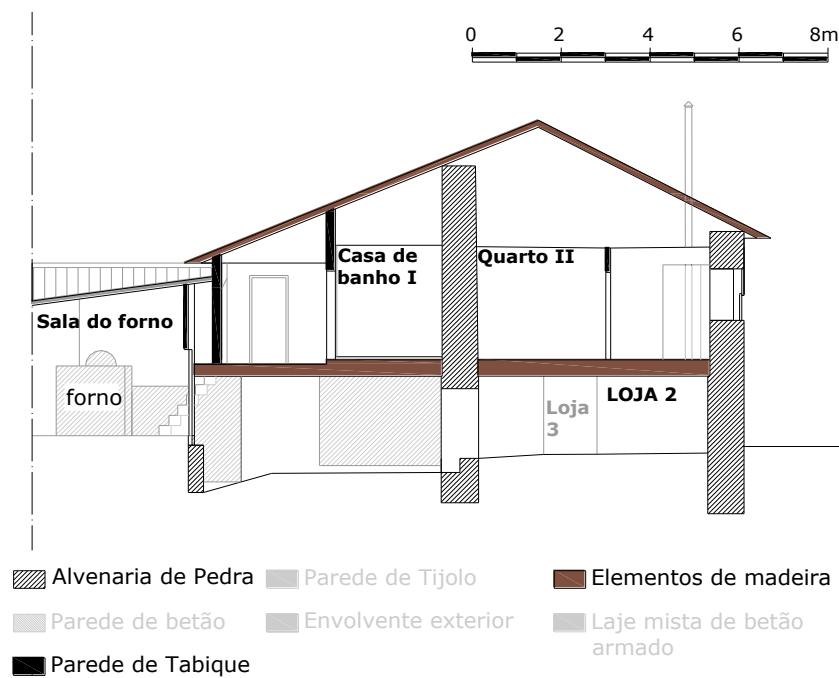 0 2 4 6 8m
Casa de
banho I
Quarto II
Sala do forno
forno
Loja
3
LOJA 2
Alvenaria de Pedra
Parede de Tijolo
Elementos de madeira
Parede de betão
Envolvente exterior
Laje mista de betão
armado
Parede de Tabique